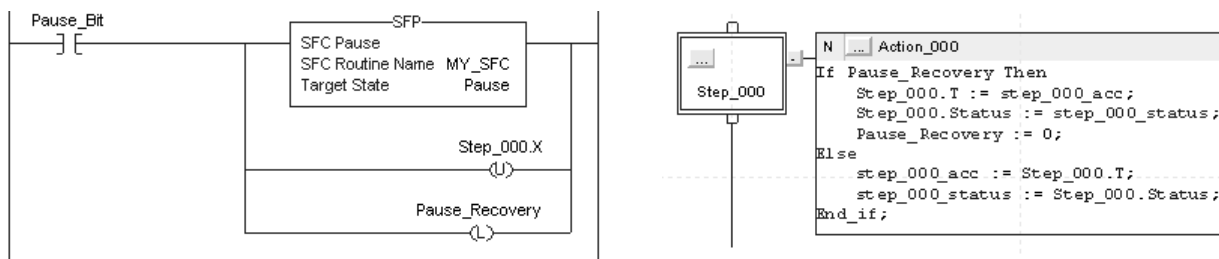 Pause_Bit
SFP
SFC Pause
SFC Routine Name MY_SFC
Target State Pause
Step_000.X
U
Pause_Recovery
L
...
Step_000
-
N ... Action_000
If Pause_Recovery Then
Step_000.T := step_000_acc;
Step_000.Status := step_000_status;
Pause_Recovery := 0;
Else
step_000_acc := Step_000.T;
step_000_status := Step_000.Status;
End_if;